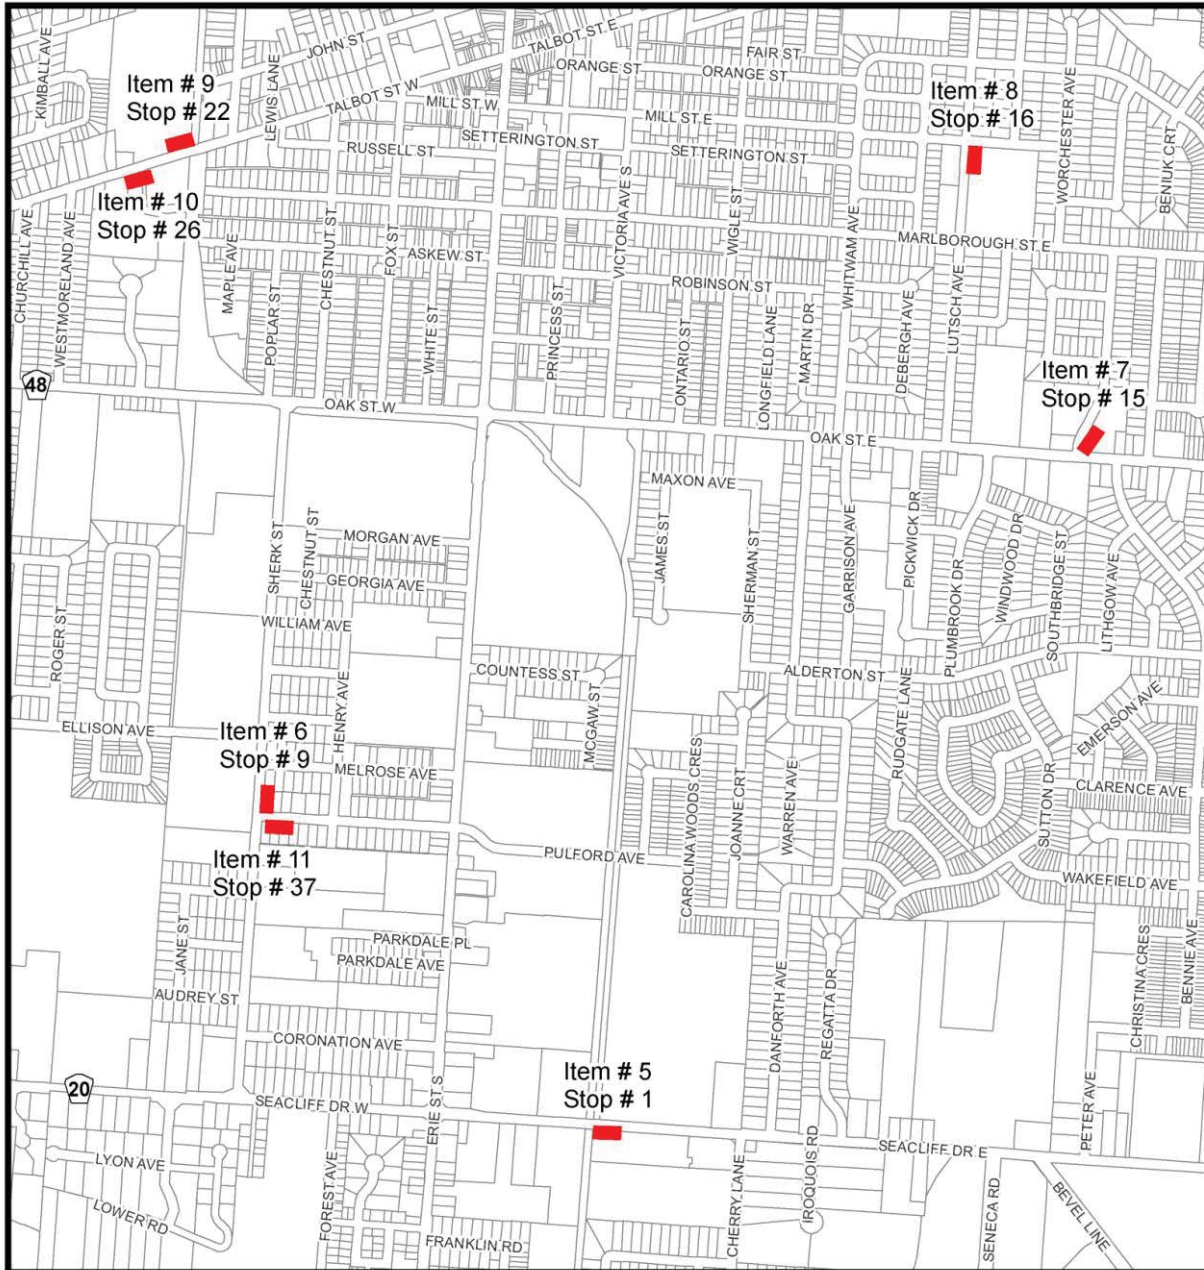 KIMBALL AVE
JOHN ST
TALBOT ST E
FAIR ST
ORANGE ST
ORANGE ST
Item # 9
Stop # 22
LEWIS LANE
TALBOT ST W
MILL ST W
MILL ST E
Item # 8
Stop # 16
WORCHESTER AVE
BENIUK CRT
SETTERINGTON ST
SETTERINGTON ST
RUSSELL ST
Item # 10
Stop # 26
CHURCHILL AVE
WESTMORELAND AVE
MAPLE AVE
CHESTNUT ST
FOX ST
ASKEW ST
VICTORIA AVE S
WIGLE ST
WHITWAM AVE
MARLBOROUGH ST E
ROBINSON ST
POPLAR ST
WHITE ST
PRINCESS ST
ONTARIO ST
LONGFIELD LANE
MARTIN DR
DEBERGH AVE
LUTSCH AVE
Item # 7
Stop # 15
48
OAK ST W
OAK ST E
MAXON AVE
SHERK ST
CHESTNUT ST
MORGAN AVE
GEORGIA AVE
WILLIAM AVE
JAMES ST
SHERMAN ST
GARRISON AVE
PICKWICK DR
PLUMBROOK DR
WINDWOOD DR
SOUTHBRIDGE ST
LITHGOW AVE
ROGER ST
COUNTESS ST
ALDERTON ST
HENRY AVE
MCGAW ST
RUDGATE LANE
EMERSON AVE
ELLISON AVE
Item # 6
Stop # 9
MELROSE AVE
CAROLINA WOODS CRES
JOANNE CRT
WARREN AVE
SUTTON DR
CLARENCE AVE
Item # 11
Stop # 37
PULFORD AVE
WAKEFIELD AVE
JANE ST
PARKDALE PL
PARKDALE AVE
AUDREY ST
DANFORTH AVE
REGATTA DR
CHRISTINA CRES
BENNIE AVE
CORONATION AVE
Item # 5
Stop # 1
20
SEACLIFF DR W
ERIE ST S
PETER AVE
SEACLIFF DR E
LYON AVE
LOWER RD
FOREST AVE
FRANKLIN RD
CHERRY LANE
IROQUOIS RD
SENECA RD
BEVEL LINE